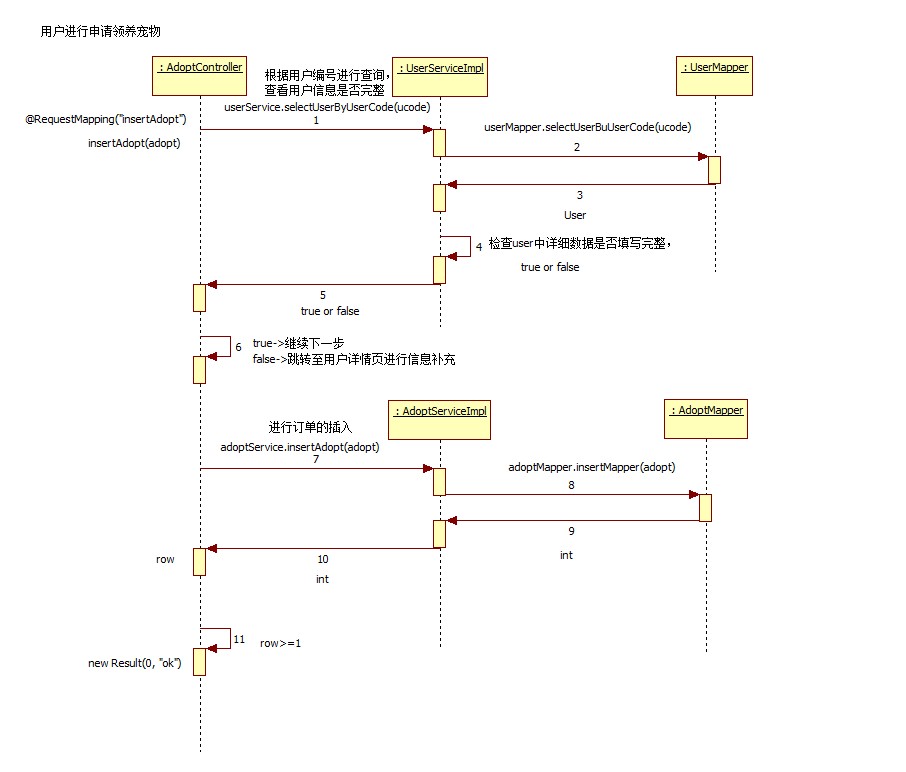 用户进行申请领养宠物
: AdoptController
根据用户编号进行查询，
查看用户信息是否完整
: UserServiceImpl
: UserMapper
userService.selectUserByUserCode(ucode)
1
@RequestMapping("insertAdopt")
insertAdopt(adopt)
userMapper.selectUserBuUserCode(ucode)
2
3
User
4
检查user中详细数据是否填写完整，
true or false
5
true or false
6
true->继续下一步
false->跳转至用户详情页进行信息补充
: AdoptServiceImpl
: AdoptMapper
进行订单的插入
adoptService.insertAdopt(adopt)
7
adoptMapper.insertMapper(adopt)
8
9
int
row
10
int
11
row>=1
new Result(0, "ok")